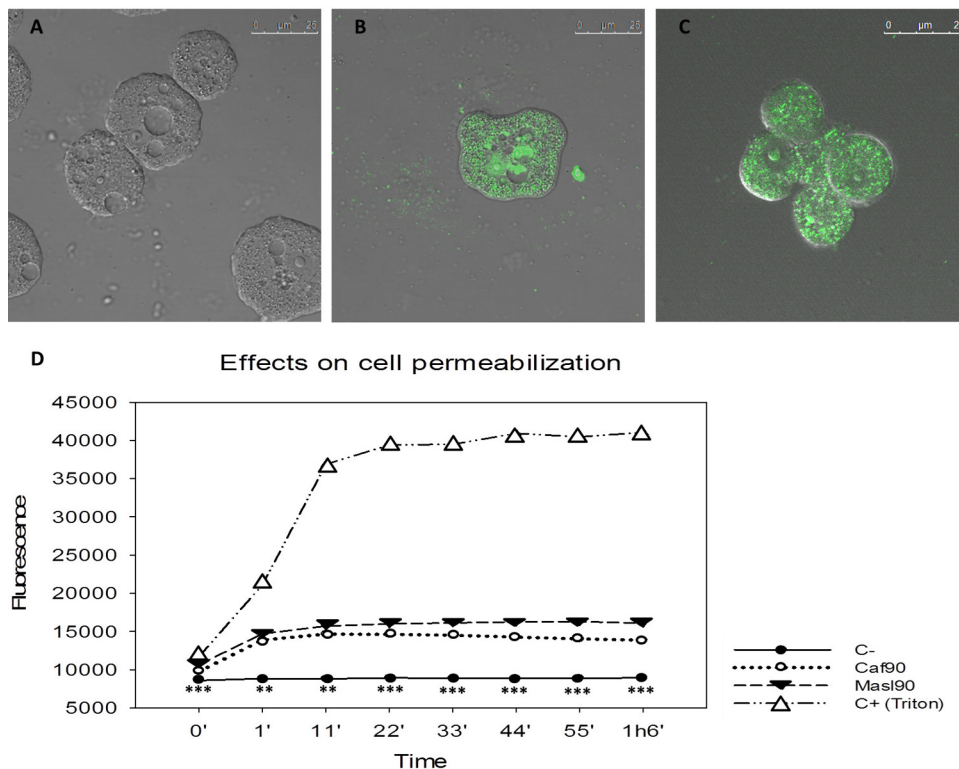 A
0 µm 25
B
0 µm 25
C
0 µm 25
D
Effects on cell permeabilization
45000
40000
35000
30000
25000
20000
15000
10000
5000
Fluorescence
*** ** ** *** *** *** *** ***
0' 1' 11' 22' 33' 44' 55' 1h6'
Time
C-
Caf90
Masl90
C+ (Triton)